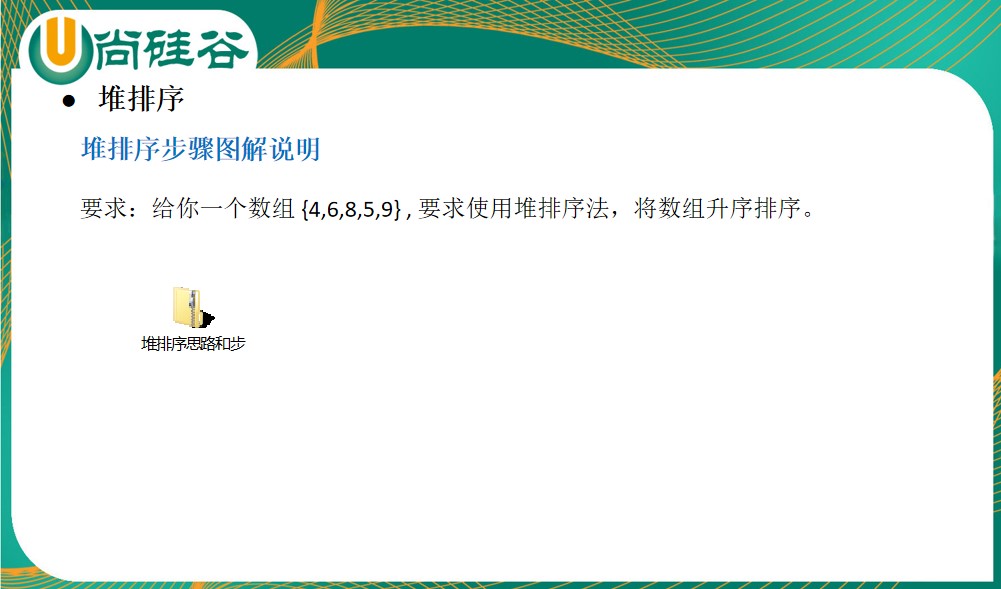 尚硅谷
● 堆排序
堆排序步骤图解说明
要求：给你一个数组 {4,6,8,5,9} , 要求使用堆排序法，将数组升序排序。
堆排序思路和步